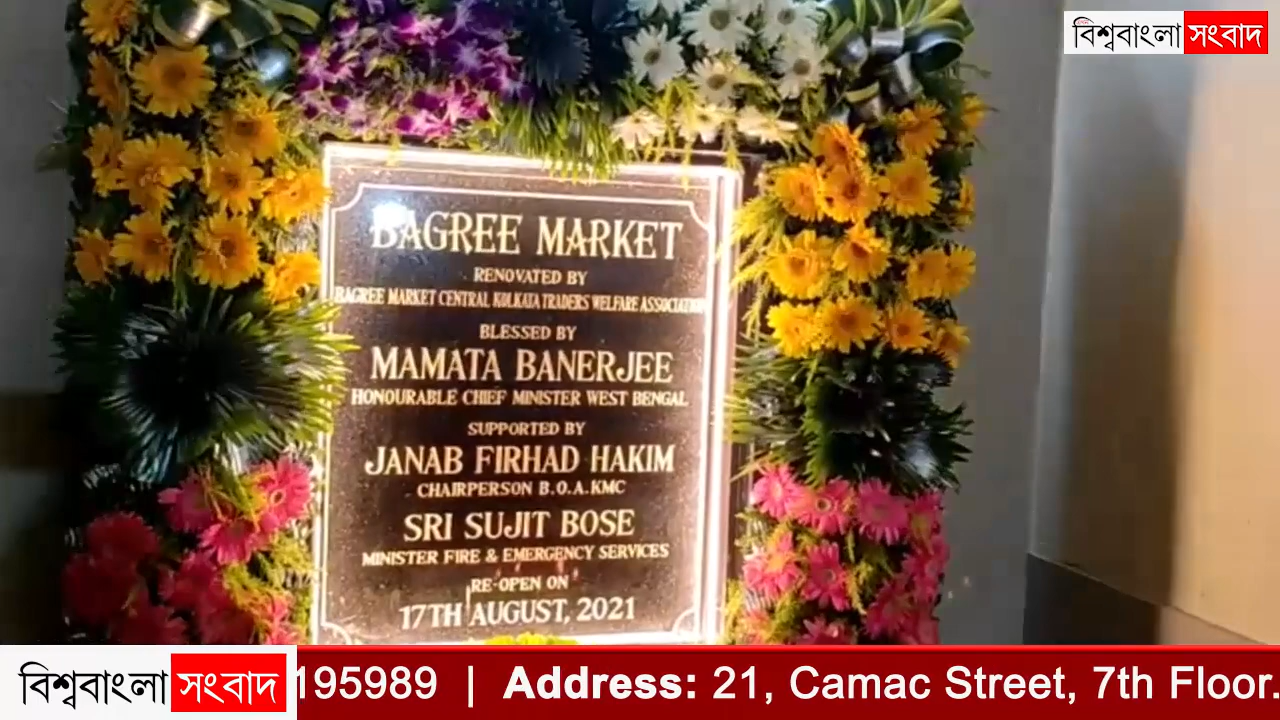 বিশ্ববাংলা সংবাদ
BAGREE MARKET
RENOVATED BY
BAGREE MARKET CENTRAL KOLKATA TRADERS WELFARE ASSOCIATION
BLESSED BY
MAMATA BANERJEE
HONOURABLE CHIEF MINISTER WEST BENGAL
SUPPORTED BY
JANAB FIRHAD HAKIM
CHAIRPERSON B.O.A.KMC
SRI SUJIT BOSE
MINISTER FIRE & EMERGENCY SERVICES
RE-OPEN ON
17TH AUGUST, 2021
বিশ্ববাংলা সংবাদ 195989 | Address: 21, Camac Street, 7th Floor.